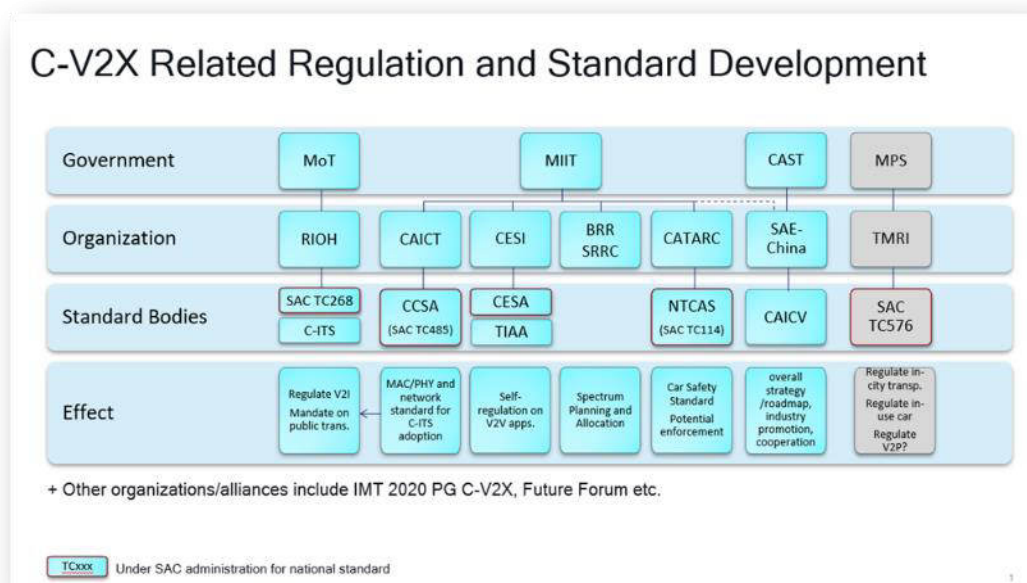 C-V2X Related Regulation and Standard Development
Government
MoT
MIIT
CAST
MPS
Organization
RIOH
CAICT
CESI
BRR
SRRC
CATARC
SAE-
China
TMRI
Standard Bodies
SAC TC268
C-ITS
CCSA
(SAC TC485)
CESA
TIAA
NTCAS
(SAC TC114)
CAICV
SAC
TC576
Effect
Regulate V2I
Mandate on
public trans.
MAC/PHY and
network
standard for
C-ITS
adoption
Self-
regulation on
V2V apps.
Spectrum
Planning and
Allocation
Car Safety
Standard
Potential
enforcement
overall
strategy
/roadmap,
industry
promotion,
cooperation
Regulate in-
city transp.
Regulate in-
use car
Regulate
V2P?
+ Other organizations/alliances include IMT 2020 PG C-V2X, Future Forum etc.
TCxxx Under SAC administration for national standard
1